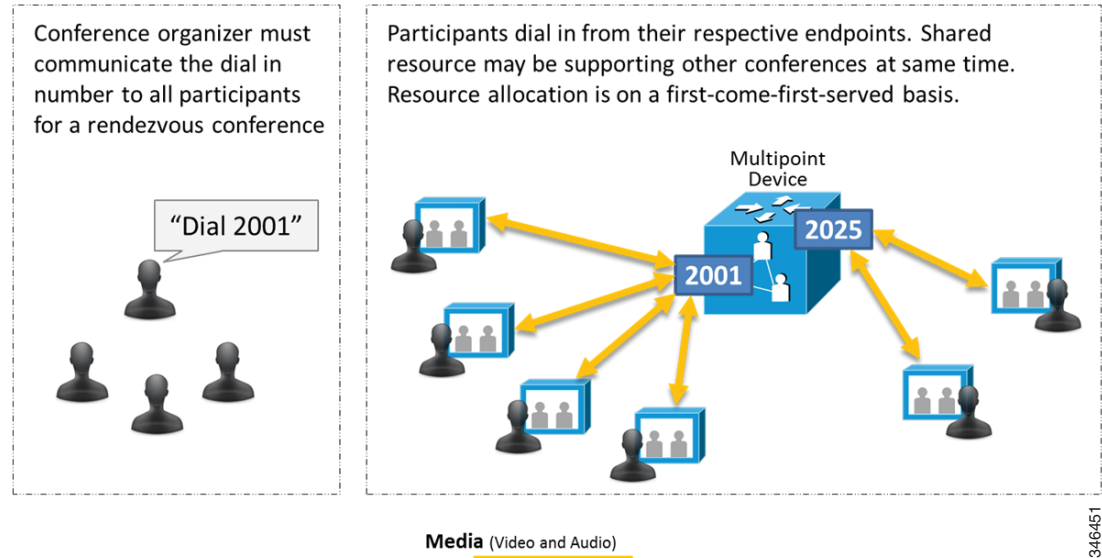 Conference organizer must
communicate the dial in
number to all participants
for a rendezvous conference
“Dial 2001”
Participants dial in from their respective endpoints. Shared
resource may be supporting other conferences at same time.
Resource allocation is on a first-come-first-served basis.
Multipoint
Device
2025
2001
Media (Video and Audio)
346451